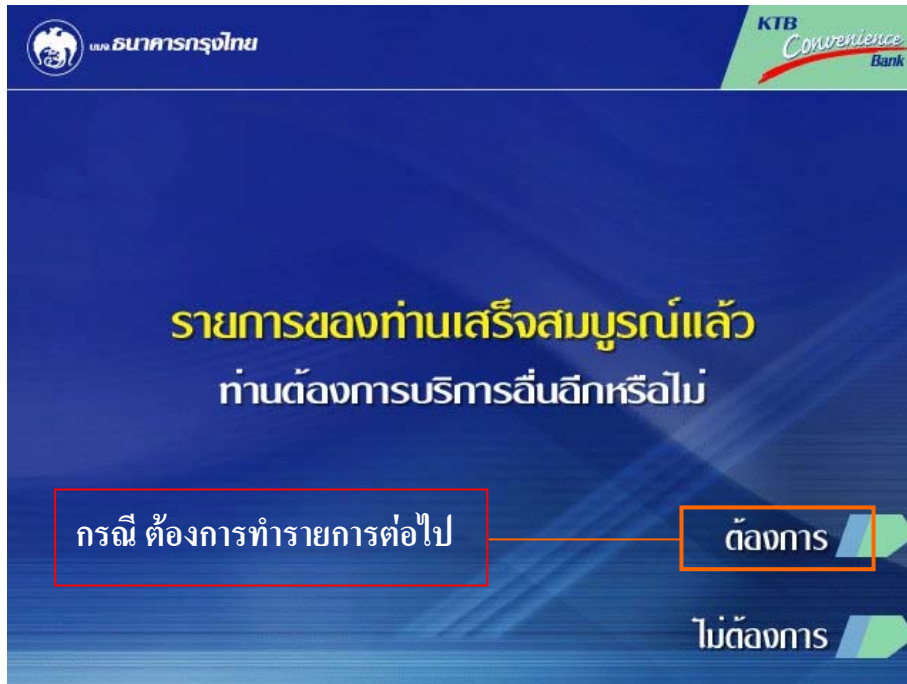 บมจ. ธนาคารกรุงไทย
KTB
Convenience
Bank
รายการของท่านเสร็จสมบูรณ์แล้ว
ท่านต้องการบริการอื่นอีกหรือไม่
กรณี ต้องการทำรายการต่อไป
ต้องการ
ไม่ต้องการ